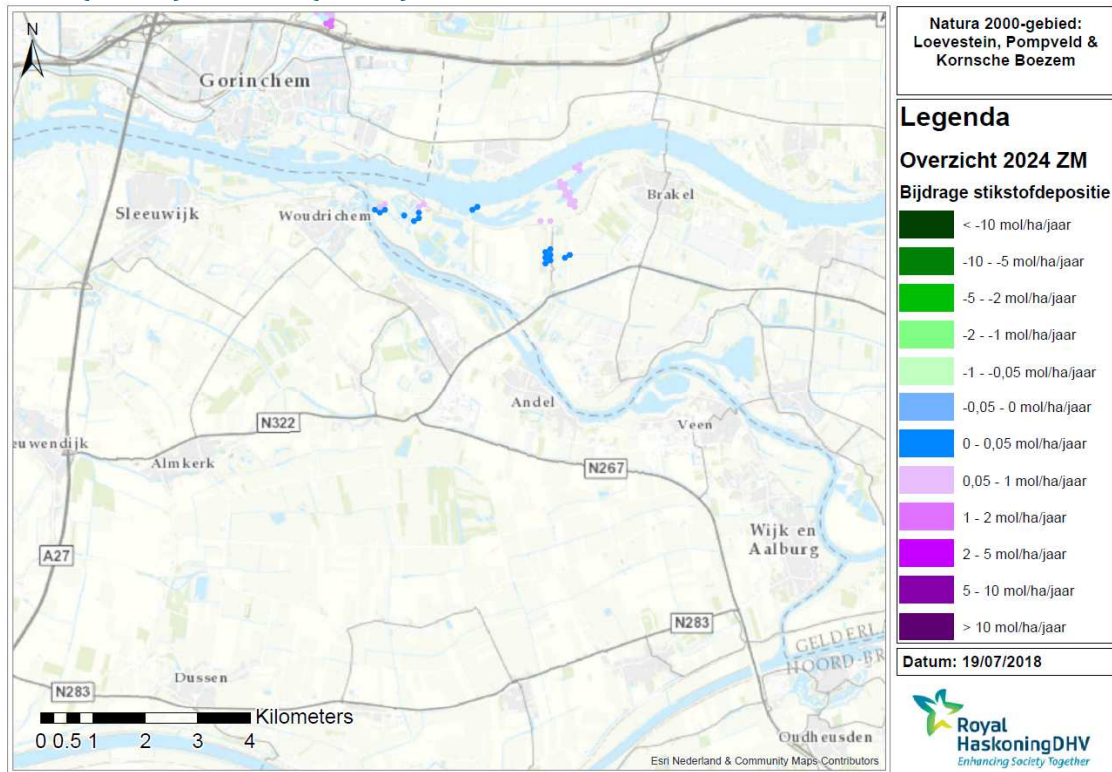 N
Gorinchem
Sleeuwijk
Woudrichem
Brakel
Andel
Veen
N322
euwendijk
Almkerk
N267
A27
Wijk en
Aalburg
N283
GELDERLA
NOORD-BR
Dussen
N283
Oudheusden
Kilometers
0 0.5 1 2 3 4
Esri Nederland & Community Maps Contributors
Natura 2000-gebied:
Loevestein, Pompveld &
Kornsche Boezem
Legenda
Overzicht 2024 ZM
Bijdrage stikstofdepositie
< -10 mol/ha/jaar
-10 - -5 mol/ha/jaar
-5 - -2 mol/ha/jaar
-2 - -1 mol/ha/jaar
-1 - -0,05 mol/ha/jaar
-0,05 - 0 mol/ha/jaar
0 - 0,05 mol/ha/jaar
0,05 - 1 mol/ha/jaar
1 - 2 mol/ha/jaar
2 - 5 mol/ha/jaar
5 - 10 mol/ha/jaar
> 10 mol/ha/jaar
Datum: 19/07/2018
Royal
HaskoningDHV
Enhancing Society Together